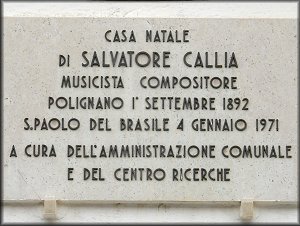 CASA NATALE
DI SALVATORE CALLIA
MUSICISTA COMPOSITORE
POLIGNANO 1° SETTEMBRE 1892
S.PAOLO DEL BRASILE 4 GENNAIO 1971
A CURA DELL'AMMINISTRAZIONE COMUNALE
E DEL CENTRO RICERCHE